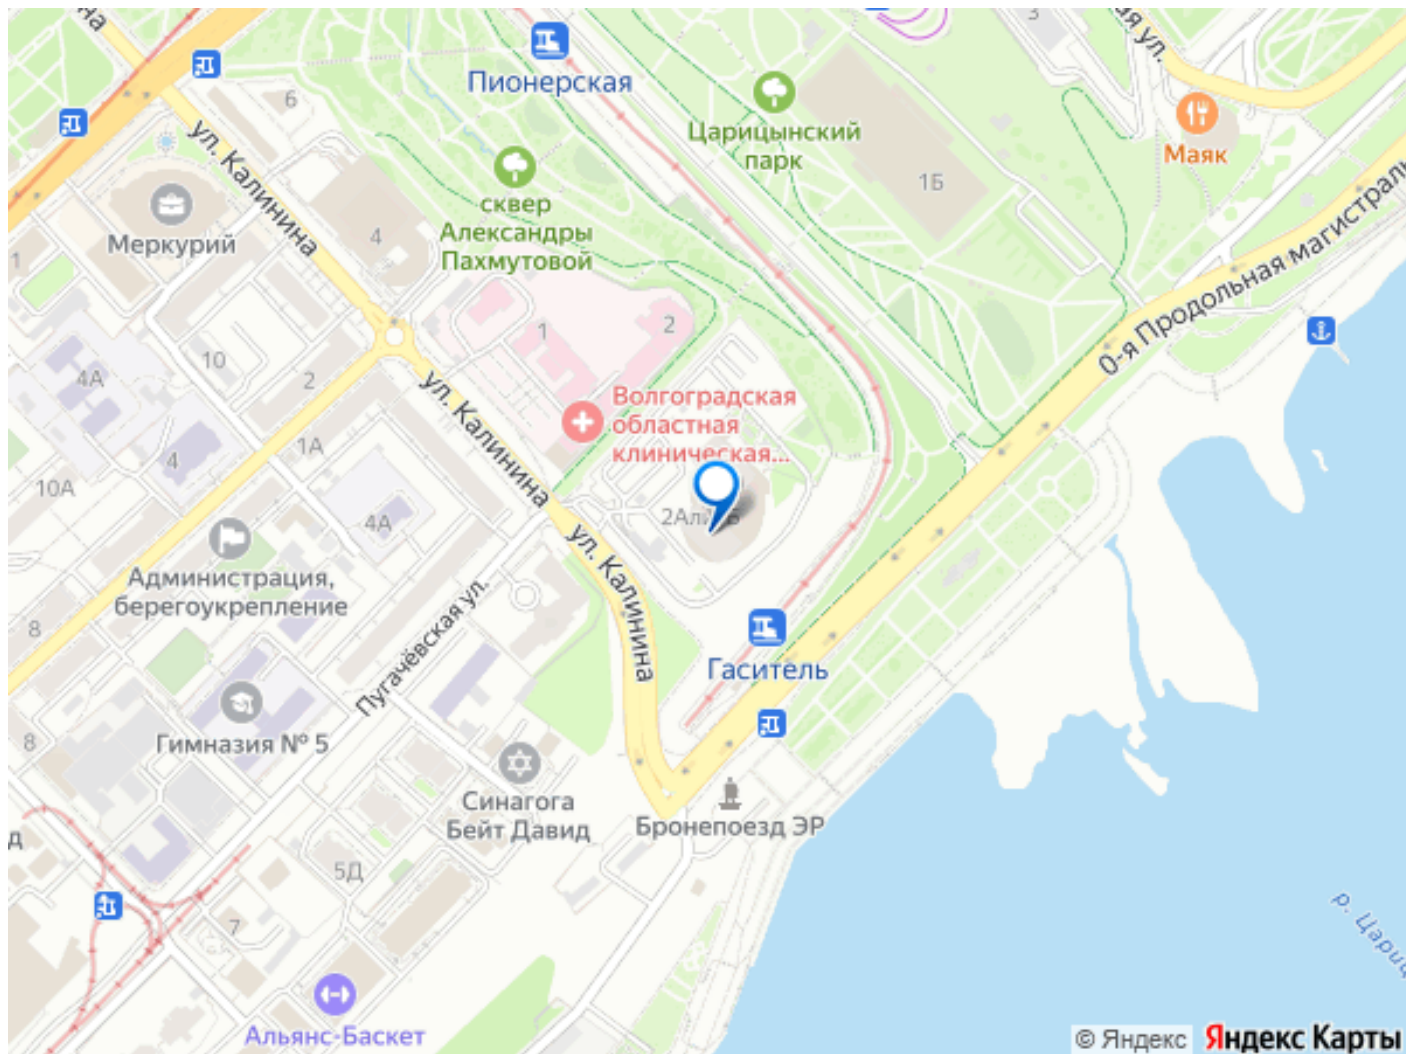 Пионерская
Царицынский
парк
Маяк
6
3
1Б
ул. Калинина
сквер
Александры
Пахмутовой
Меркурий
4
1
0-я Продольная магистраль
1
2
10
4А
2
ул. Калинина
Волгоградская
областная
клиническая...
1А
4
10А
4А
ул. Калинина
Администрация,
берегоукрепление
8
Пугачёвская ул.
Гаситель
Гимназия № 5
8
Синагога
Бейт Давид
Бронепоезд ЭР
5Д
7
Альянс-Баскет
© Яндекс Яндекс Карты